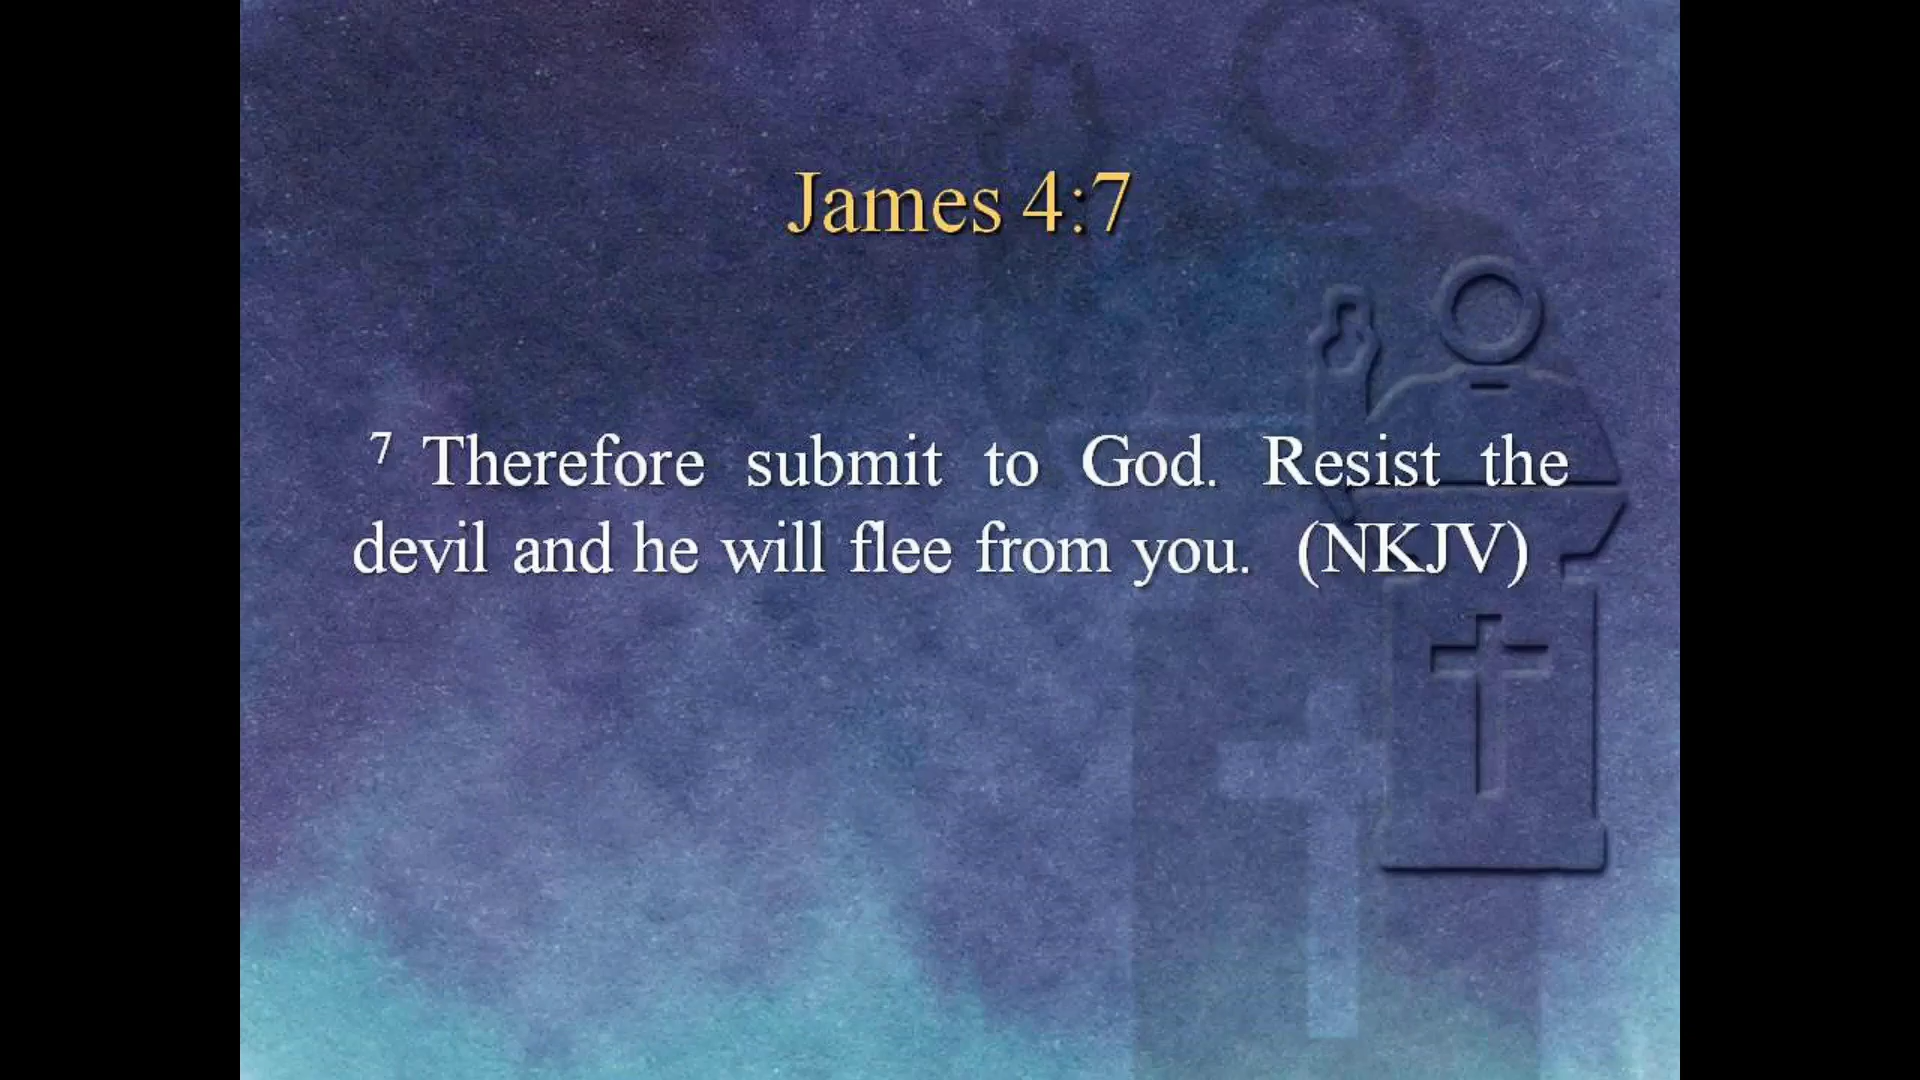 James 4:7
7 Therefore submit to God. Resist the
devil and he will flee from you. (NKJV)